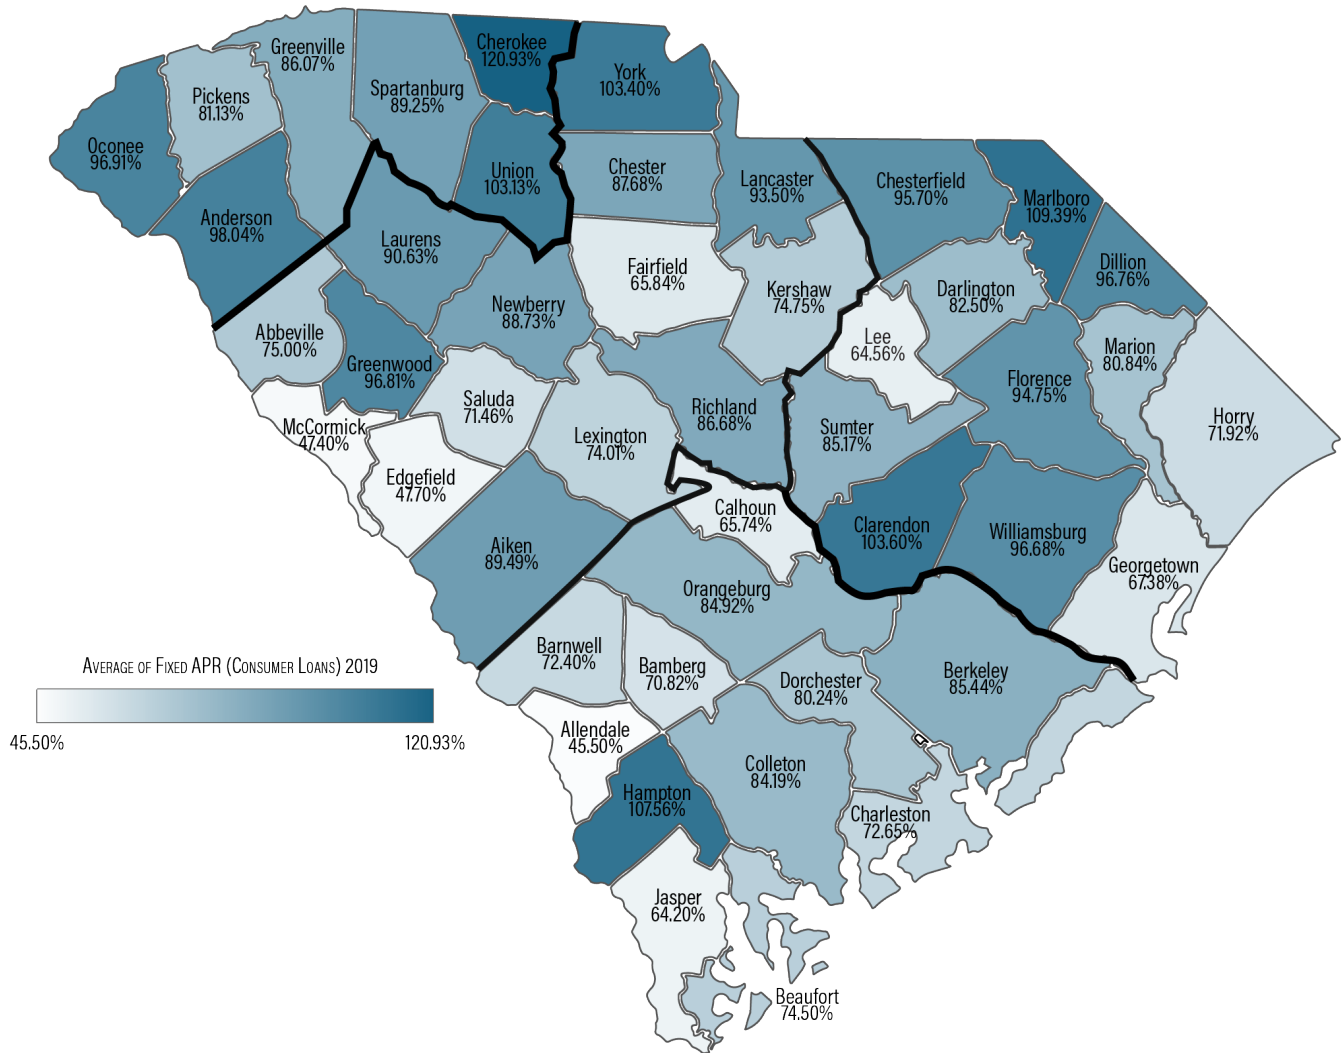 Greenville
86.07%
Cherokee
120.93%
York
103.40%
Spartanburg
89.25%
Pickens
81.13%
Oconee
96.91%
Union
103.13%
Chester
87.68%
Lancaster
93.50%
Chesterfield
95.70%
Marlboro
109.39%
Anderson
98.04%
Laurens
90.63%
Fairfield
65.84%
Kershaw
74.75%
Darlington
82.50%
Dillion
96.76%
Newberry
88.73%
Abbeville
75.00%
Greenwood
96.81%
Lee
64.56%
Marion
80.84%
Florence
94.75%
Saluda
71.46%
Richland
86.68%
Horry
71.92%
McCormick
47.40%
Lexington
74.01%
Sumter
85.17%
Edgefield
47.70%
Calhoun
65.74%
Clarendon
103.60%
Williamsburg
96.68%
Aiken
89.49%
Georgetown
67.38%
Orangeburg
84.92%
Barnwell
72.40%
Bamberg
70.82%
Dorchester
80.24%
Berkeley
85.44%
Average of Fixed APR (Consumer Loans) 2019
45.50%
120.93%
Allendale
45.50%
Colleton
84.19%
Hampton
107.56%
Charleston
72.65%
Jasper
64.20%
Beaufort
74.50%